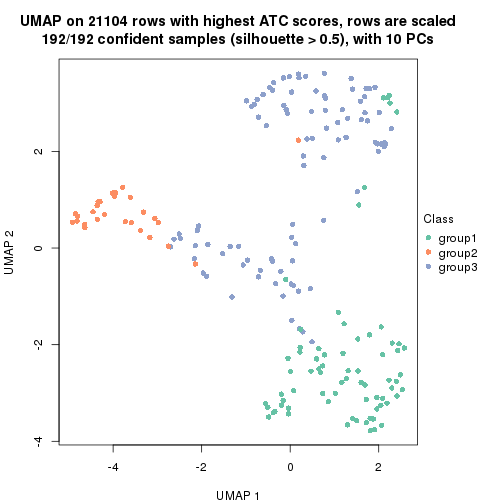 UMAP on 21104 rows with highest ATC scores, rows are scaled
192/192 confident samples (silhouette > 0.5), with 10 PCs
UMAP 2
2
0
-2
-4
-4
-2
0
2
UMAP 1
Class
group1
group2
group3